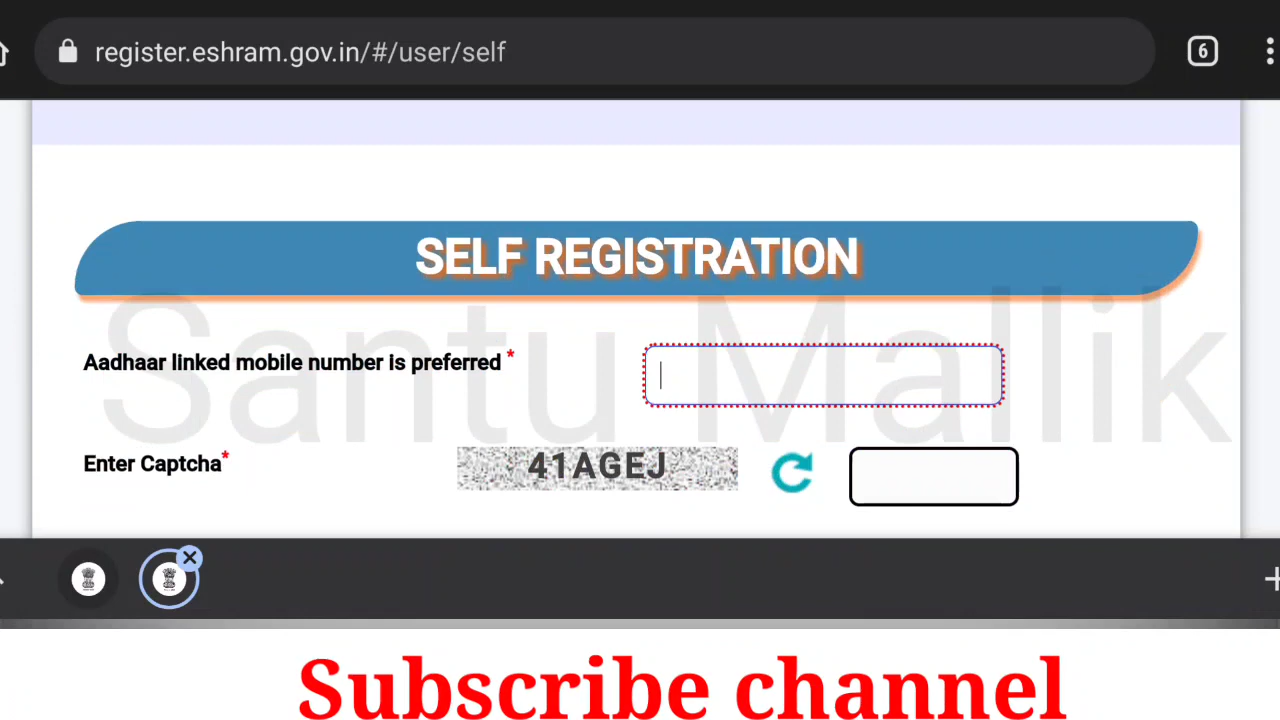 register.eshram.gov.in/#/user/self
6
SELF REGISTRATION
Santu Mallik
Aadhaar linked mobile number is preferred *
Enter Captcha*
41AGEJ
Subscribe channel